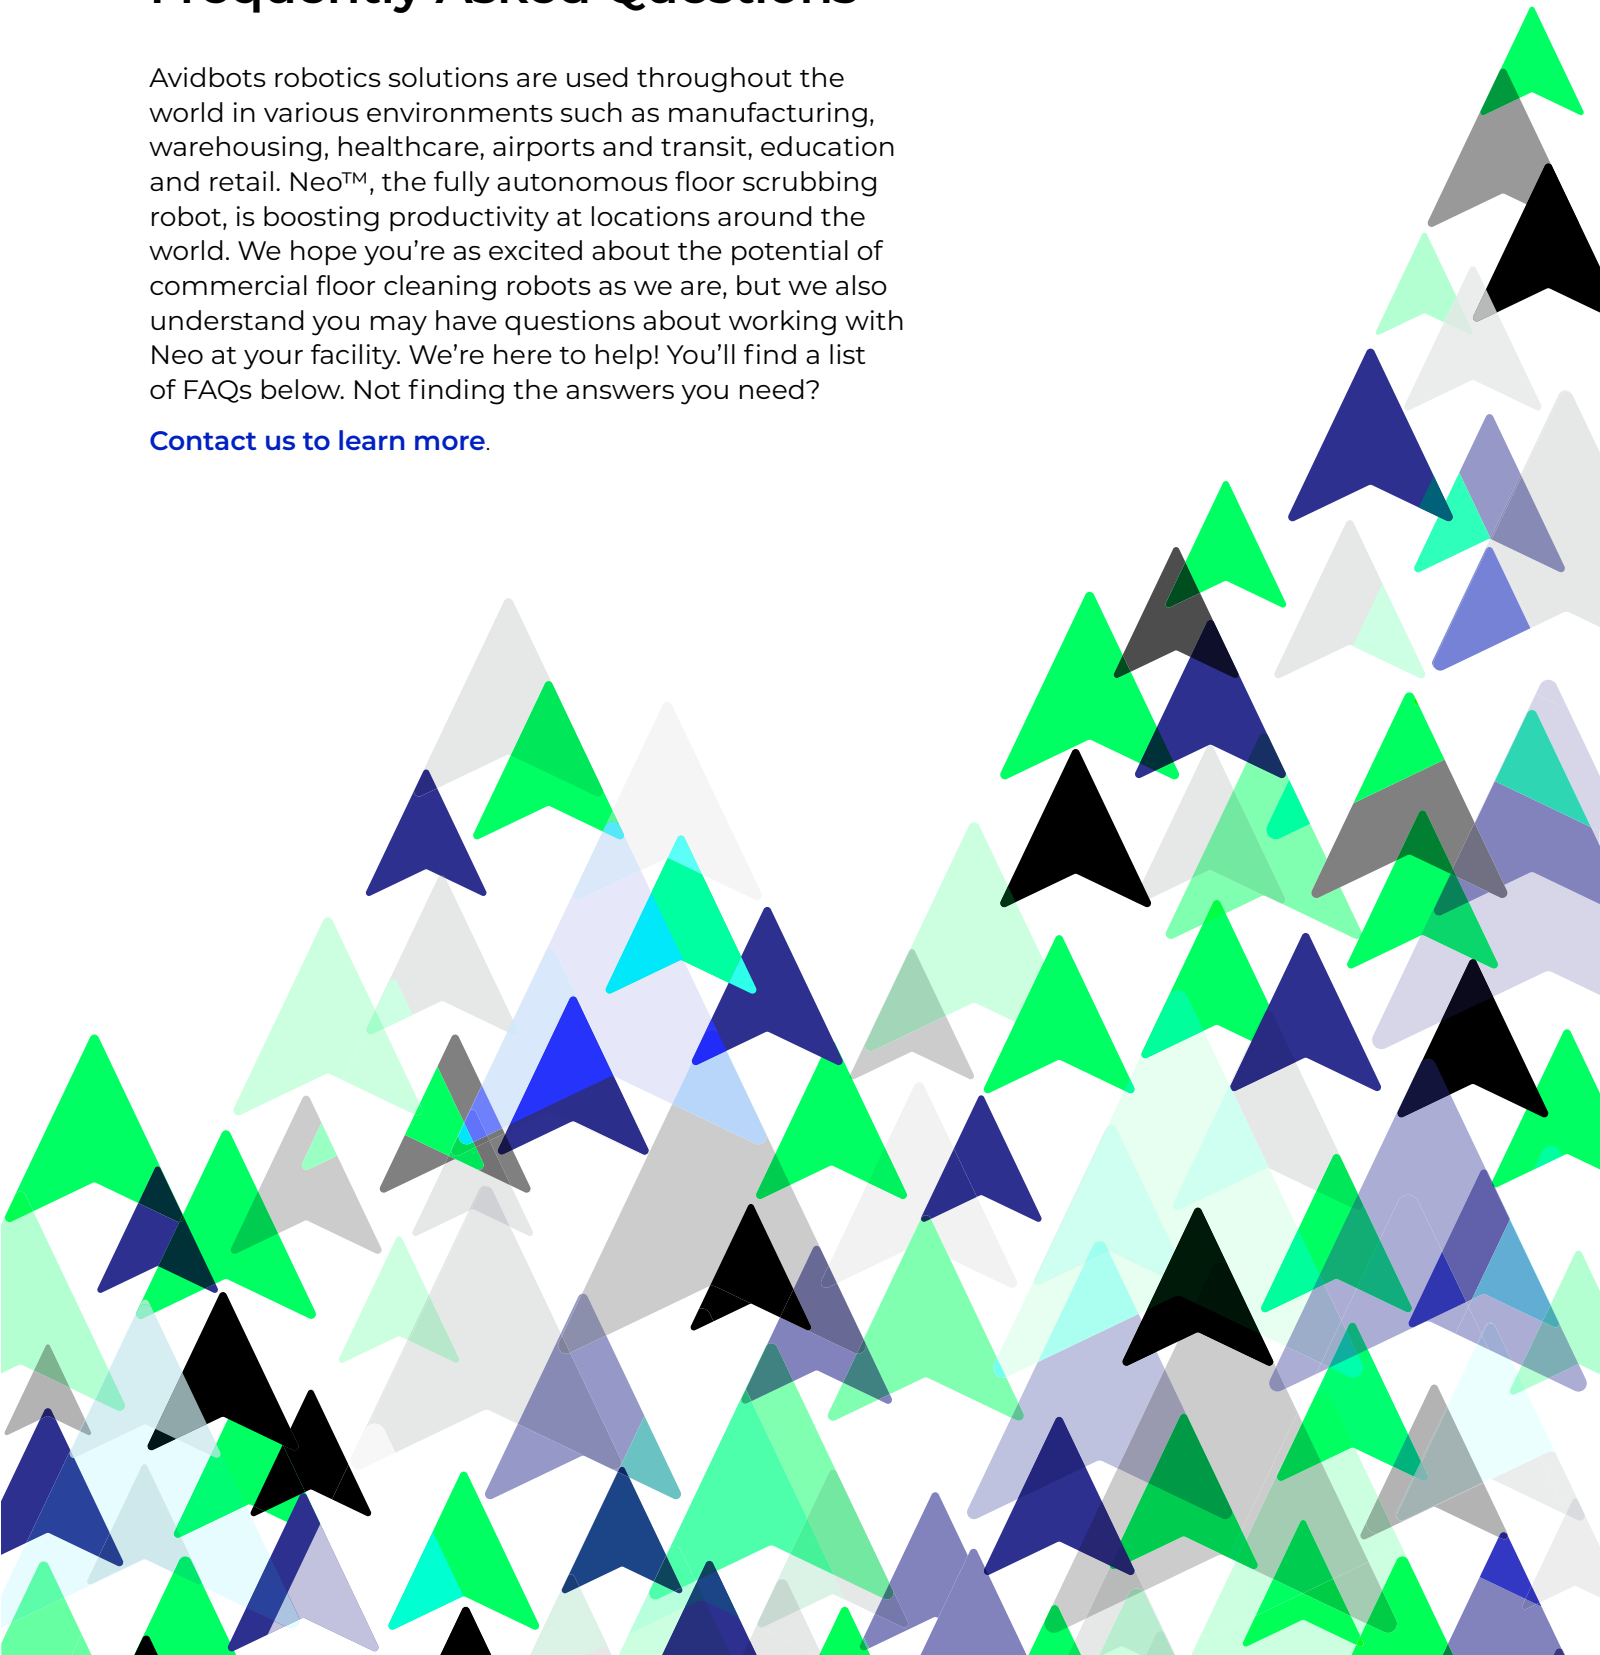 Frequently Asked Questions
Avidbots robotics solutions are used throughout the
world in various environments such as manufacturing,
warehousing, healthcare, airports and transit, education
and retail. Neo™, the fully autonomous floor scrubbing
robot, is boosting productivity at locations around the
world. We hope you’re as excited about the potential of
commercial floor cleaning robots as we are, but we also
understand you may have questions about working with
Neo at your facility. We’re here to help! You’ll find a list
of FAQs below. Not finding the answers you need?
Contact us to learn more.